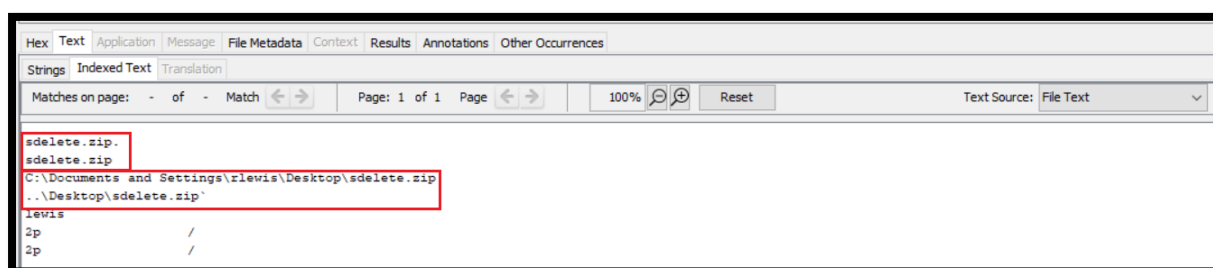 Hex Text Application Message File Metadata Context Results Annotations Other Occurrences
Strings Indexed Text Translation
Matches on page: - of - Match Page: 1 of 1 Page 100% Reset Text Source: File Text
sdelete.zip.
sdelete.zip
C:\Documents and Settings\rlewis\Desktop\sdelete.zip
..\Desktop\sdelete.zip`
lewis
2p /
2p /